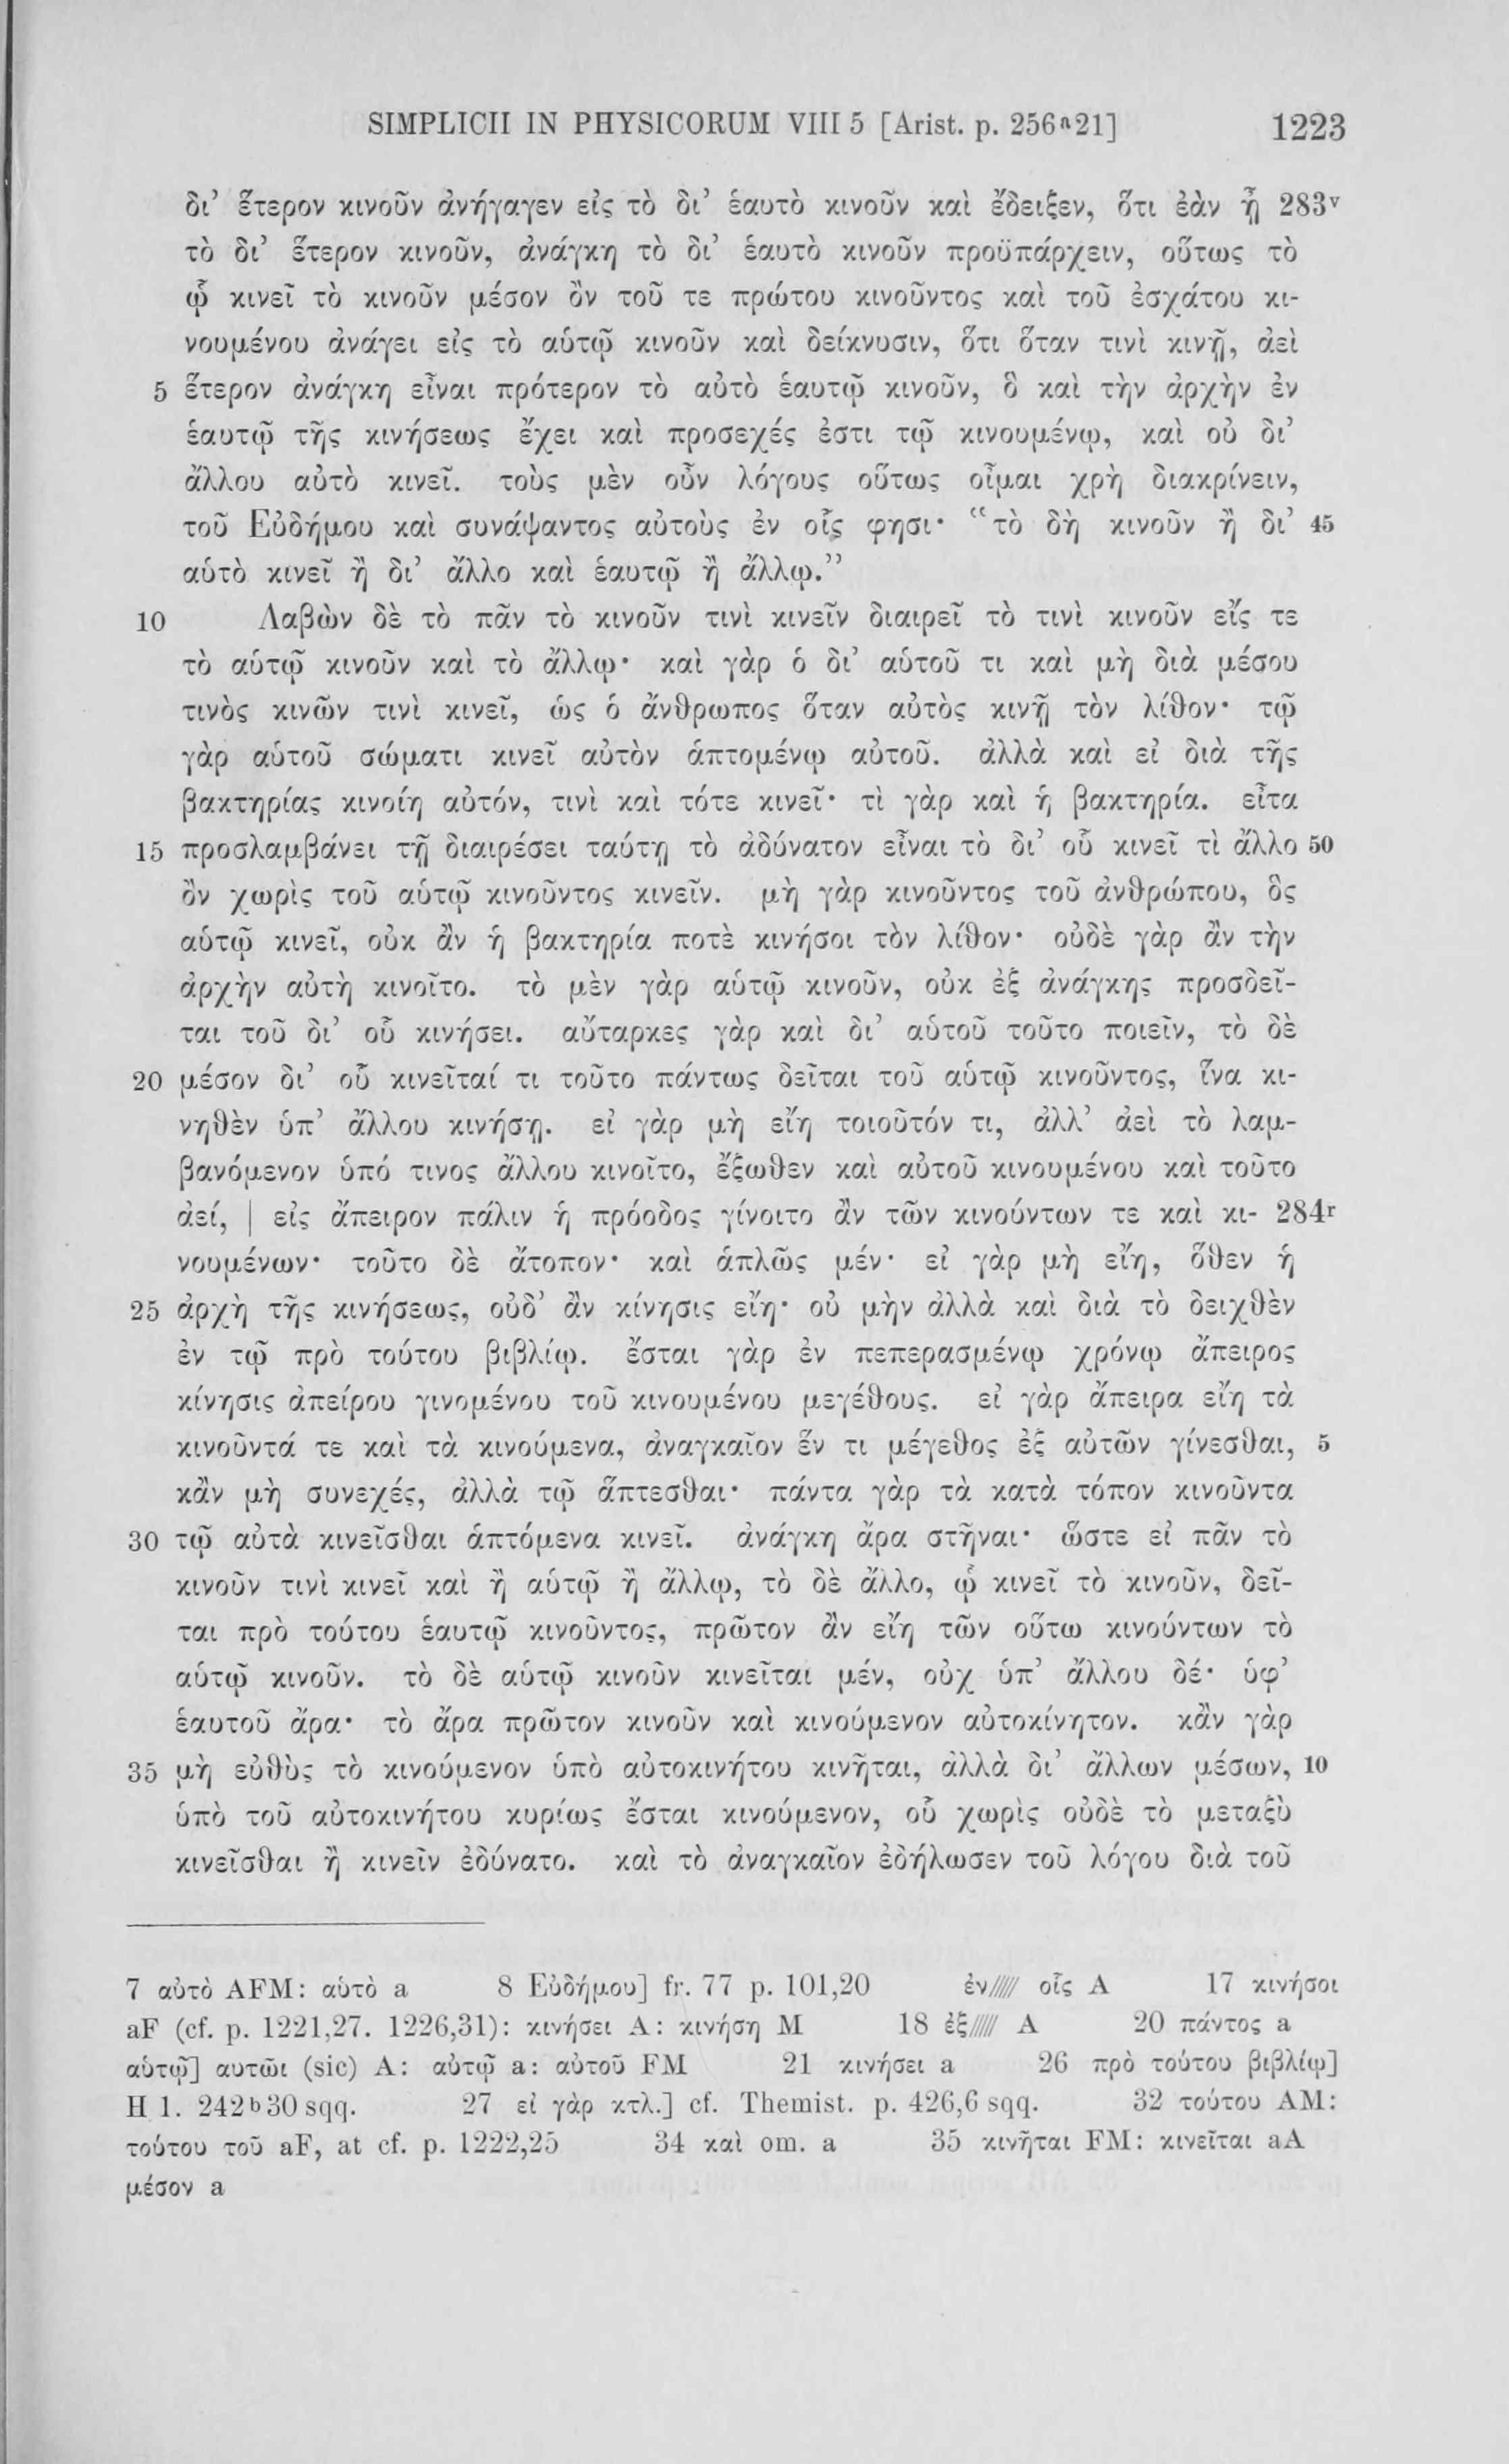 SIMPLICII IN PHYSICORUM VIII 5 [Arist. p. 256ᵃ21] 1223
δι’ ἕτερον κινοῦν ἀνήγαγεν εἰς τὸ δι’ ἑαυτὸ κινοῦν καὶ ἔδειξεν, ὅτι ἐὰν ᾖ 283ᵛ
τὸ δι’ ἕτερον κινοῦν, ἀνάγκη τὸ δι’ ἑαυτὸ κινοῦν προϋπάρχειν, οὕτως τὸ
ᾧ κινεῖ τὸ κινοῦν μέσον ὂν τοῦ τε πρώτου κινοῦντος καὶ τοῦ ἐσχάτου κι-
νουμένου ἀνάγει εἰς τὸ αὑτῷ κινοῦν καὶ δείκνυσιν, ὅτι ὅταν τινὶ κινῇ, ἀεὶ
5 ἕτερον ἀνάγκη εἶναι πρότερον τὸ αὐτὸ ἑαυτῷ κινοῦν, ὃ καὶ τὴν ἀρχὴν ἐν
ἑαυτῷ τῆς κινήσεως ἔχει καὶ προσεχές ἐστι τῷ κινουμένῳ, καὶ οὐ δι’
ἄλλου αὐτὸ κινεῖ. τοὺς μὲν οὖν λόγους οὕτως οἶμαι χρὴ διακρίνειν,
τοῦ Εὐδήμου καὶ συνάψαντος αὐτοὺς ἐν οἷς φησι· “τὸ δὴ κινοῦν ἢ δι’ 45
αὑτὸ κινεῖ ἢ δι’ ἄλλο καὶ ἑαυτῷ ἢ ἄλλῳ.”
10 Λαβὼν δὲ τὸ πᾶν τὸ κινοῦν τινὶ κινεῖν διαιρεῖ τὸ τινὶ κινοῦν εἴς τε
τὸ αὑτῷ κινοῦν καὶ τὸ ἄλλῳ· καὶ γὰρ ὁ δι’ αὑτοῦ τι καὶ μὴ διὰ μέσου
τινὸς κινῶν τινὶ κινεῖ, ὡς ὁ ἄνθρωπος ὅταν αὐτὸς κινῇ τὸν λίθον· τῷ
γὰρ αὑτοῦ σώματι κινεῖ αὐτὸν ἁπτομένῳ αὐτοῦ. ἀλλὰ καὶ εἰ διὰ τῆς
βακτηρίας κινοίη αὐτόν, τινὶ καὶ τότε κινεῖ· τὶ γὰρ καὶ ἡ βακτηρία. εἶτα
15 προσλαμβάνει τῇ διαιρέσει ταύτῃ τὸ ἀδύνατον εἶναι τὸ δι’ οὗ κινεῖ τὶ ἄλλο 50
ὂν χωρὶς τοῦ αὑτῷ κινοῦντος κινεῖν. μὴ γὰρ κινοῦντος τοῦ ἀνθρώπου, ὃς
αὑτῷ κινεῖ, οὐκ ἂν ἡ βακτηρία ποτὲ κινήσοι τὸν λίθον· οὐδὲ γὰρ ἂν τὴν
ἀρχὴν αὐτὴ κινοῖτο. τὸ μὲν γὰρ αὑτῷ κινοῦν, οὐκ ἐξ ἀνάγκης προσδεῖ-
ται τοῦ δι’ οὗ κινήσει. αὔταρκες γὰρ καὶ δι’ αὑτοῦ τοῦτο ποιεῖν, τὸ δὲ
20 μέσον δι’ οὗ κινεῖταί τι τοῦτο πάντως δεῖται τοῦ αὑτῷ κινοῦντος, ἵνα κι-
νηθὲν ὑπ’ ἄλλου κινήσῃ. εἰ γὰρ μὴ εἴη τοιοῦτόν τι, ἀλλ’ ἀεὶ τὸ λαμ-
βανόμενον ὑπό τινος ἄλλου κινοῖτο, ἔξωθεν καὶ αὐτοῦ κινουμένου καὶ τοῦτο
ἀεί, | εἰς ἄπειρον πάλιν ἡ πρόοδος γίνοιτο ἂν τῶν κινούντων τε καὶ κι- 284ʳ
νουμένων· τοῦτο δὲ ἄτοπον· καὶ ἁπλῶς μέν· εἰ γὰρ μὴ εἴη, ὅθεν ἡ
25 ἀρχὴ τῆς κινήσεως, οὐδ’ ἂν κίνησις εἴη· οὐ μὴν ἀλλὰ καὶ διὰ τὸ δειχθὲν
ἐν τῷ πρὸ τούτου βιβλίῳ. ἔσται γὰρ ἐν πεπερασμένῳ χρόνῳ ἄπειρος
κίνησις ἀπείρου γινομένου τοῦ κινουμένου μεγέθους. εἰ γὰρ ἄπειρα εἴη τὰ
κινοῦντά τε καὶ τὰ κινούμενα, ἀναγκαῖον ἕν τι μέγεθος ἐξ αὐτῶν γίνεσθαι, 5
κἂν μὴ συνεχές, ἀλλὰ τῷ ἅπτεσθαι· πάντα γὰρ τὰ κατὰ τόπον κινοῦντα
30 τῷ αὐτὰ κινεῖσθαι ἁπτόμενα κινεῖ. ἀνάγκη ἄρα στῆναι· ὥστε εἰ πᾶν τὸ
κινοῦν τινὶ κινεῖ καὶ ἢ αὑτῷ ἢ ἄλλῳ, τὸ δὲ ἄλλο, ᾧ κινεῖ τὸ κινοῦν, δεῖ-
ται πρὸ τούτου ἑαυτῷ κινοῦντος, πρῶτον ἂν εἴη τῶν οὕτω κινούντων τὸ
αὑτῷ κινοῦν. τὸ δὲ αὑτῷ κινοῦν κινεῖται μέν, οὐχ ὑπ’ ἄλλου δέ· ὑφ’
ἑαυτοῦ ἄρα· τὸ ἄρα πρῶτον κινοῦν καὶ κινούμενον αὐτοκίνητον. κἂν γὰρ
35 μὴ εὐθὺς τὸ κινούμενον ὑπὸ αὐτοκινήτου κινῆται, ἀλλὰ δι’ ἄλλων μέσων, 10
ὑπὸ τοῦ αὐτοκινήτου κυρίως ἔσται κινούμενον, οὗ χωρὶς οὐδὲ τὸ μεταξὺ
κινεῖσθαι ἢ κινεῖν ἐδύνατο. καὶ τὸ ἀναγκαῖον ἐδήλωσεν τοῦ λόγου διὰ τοῦ
7 αὐτὸ AFM: αὑτὸ a 8 Εὐδήμου] fr. 77 p. 101,20 ἐν///// οἷς A 17 κινήσοι
aF (cf. p. 1221,27. 1226,31): κινήσει A: κινήση M 18 ἐξ///// A 20 πάντος a
αὑτῷ] αυτῶι (sic) A: αὐτῷ a: αὐτοῦ FM 21 κινήσει a 26 πρὸ τούτου βιβλίῳ]
H 1. 242ᵇ30 sqq. 27 εἰ γὰρ κτλ.] cf. Themist. p. 426,6 sqq. 32 τούτου AM:
τούτου τοῦ aF, at cf. p. 1222,25 34 καὶ om. a 35 κινῆται FM: κινεῖται aA
μέσον a